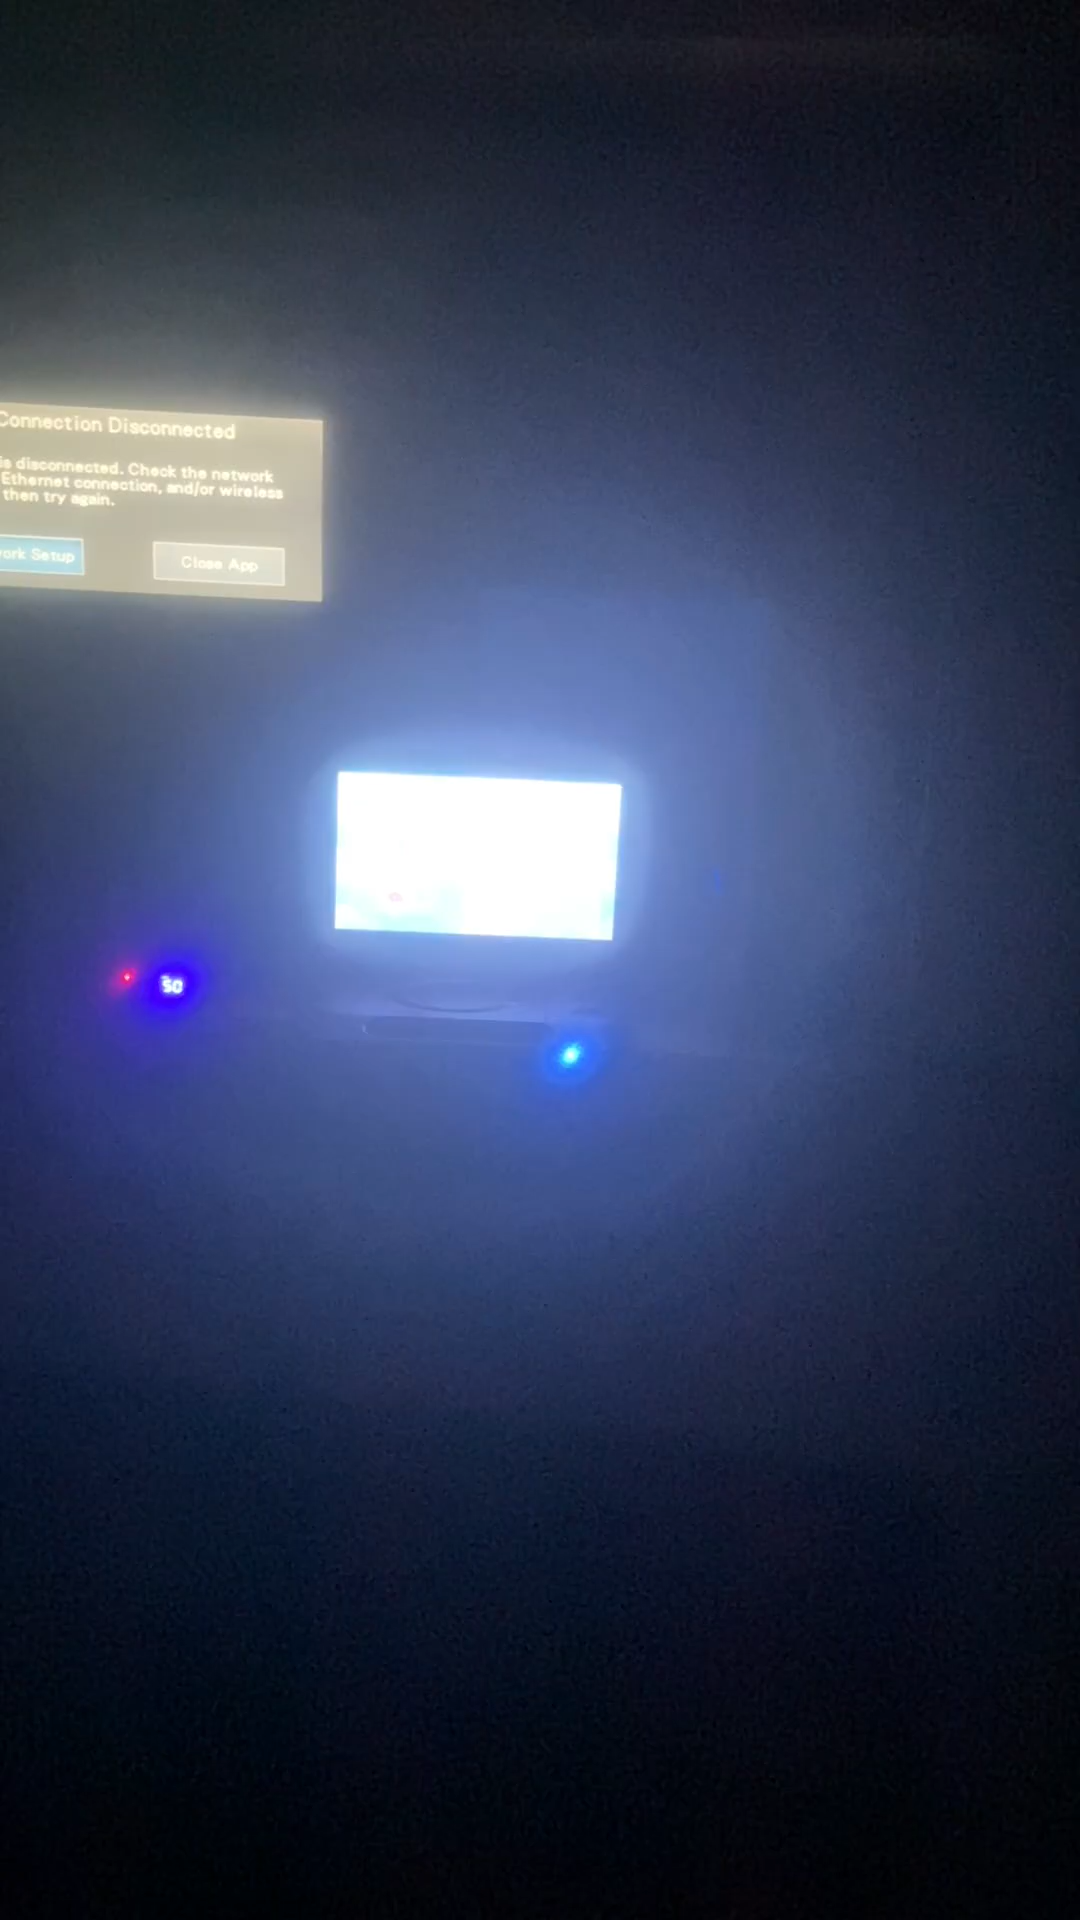 Connection Disconnected
is disconnected. Check the network
Ethernet connection, and/or wireless
then try again.
Setup
Close App
50